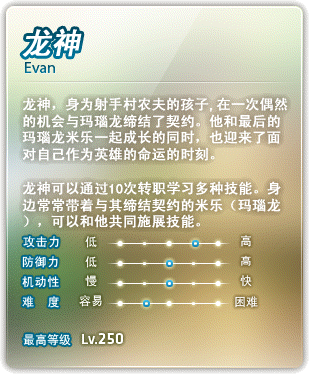 龙神
Evan
龙神，身为射手村农夫的孩子，在一次偶然
的机会与玛瑙龙缔结了契约。他和最后的
玛瑙龙米乐一起成长的同时，也迎来了面
对自己作为英雄的命运的时刻。
龙神可以通过10次转职学习多种技能。身
边常常带着与其缔结契约的米乐（玛瑙龙
），可以和他共同施展技能。
攻击力 低 高
防御力 低 高
机动性 慢 快
难 度 容易 困难
最高等级 Lv.250